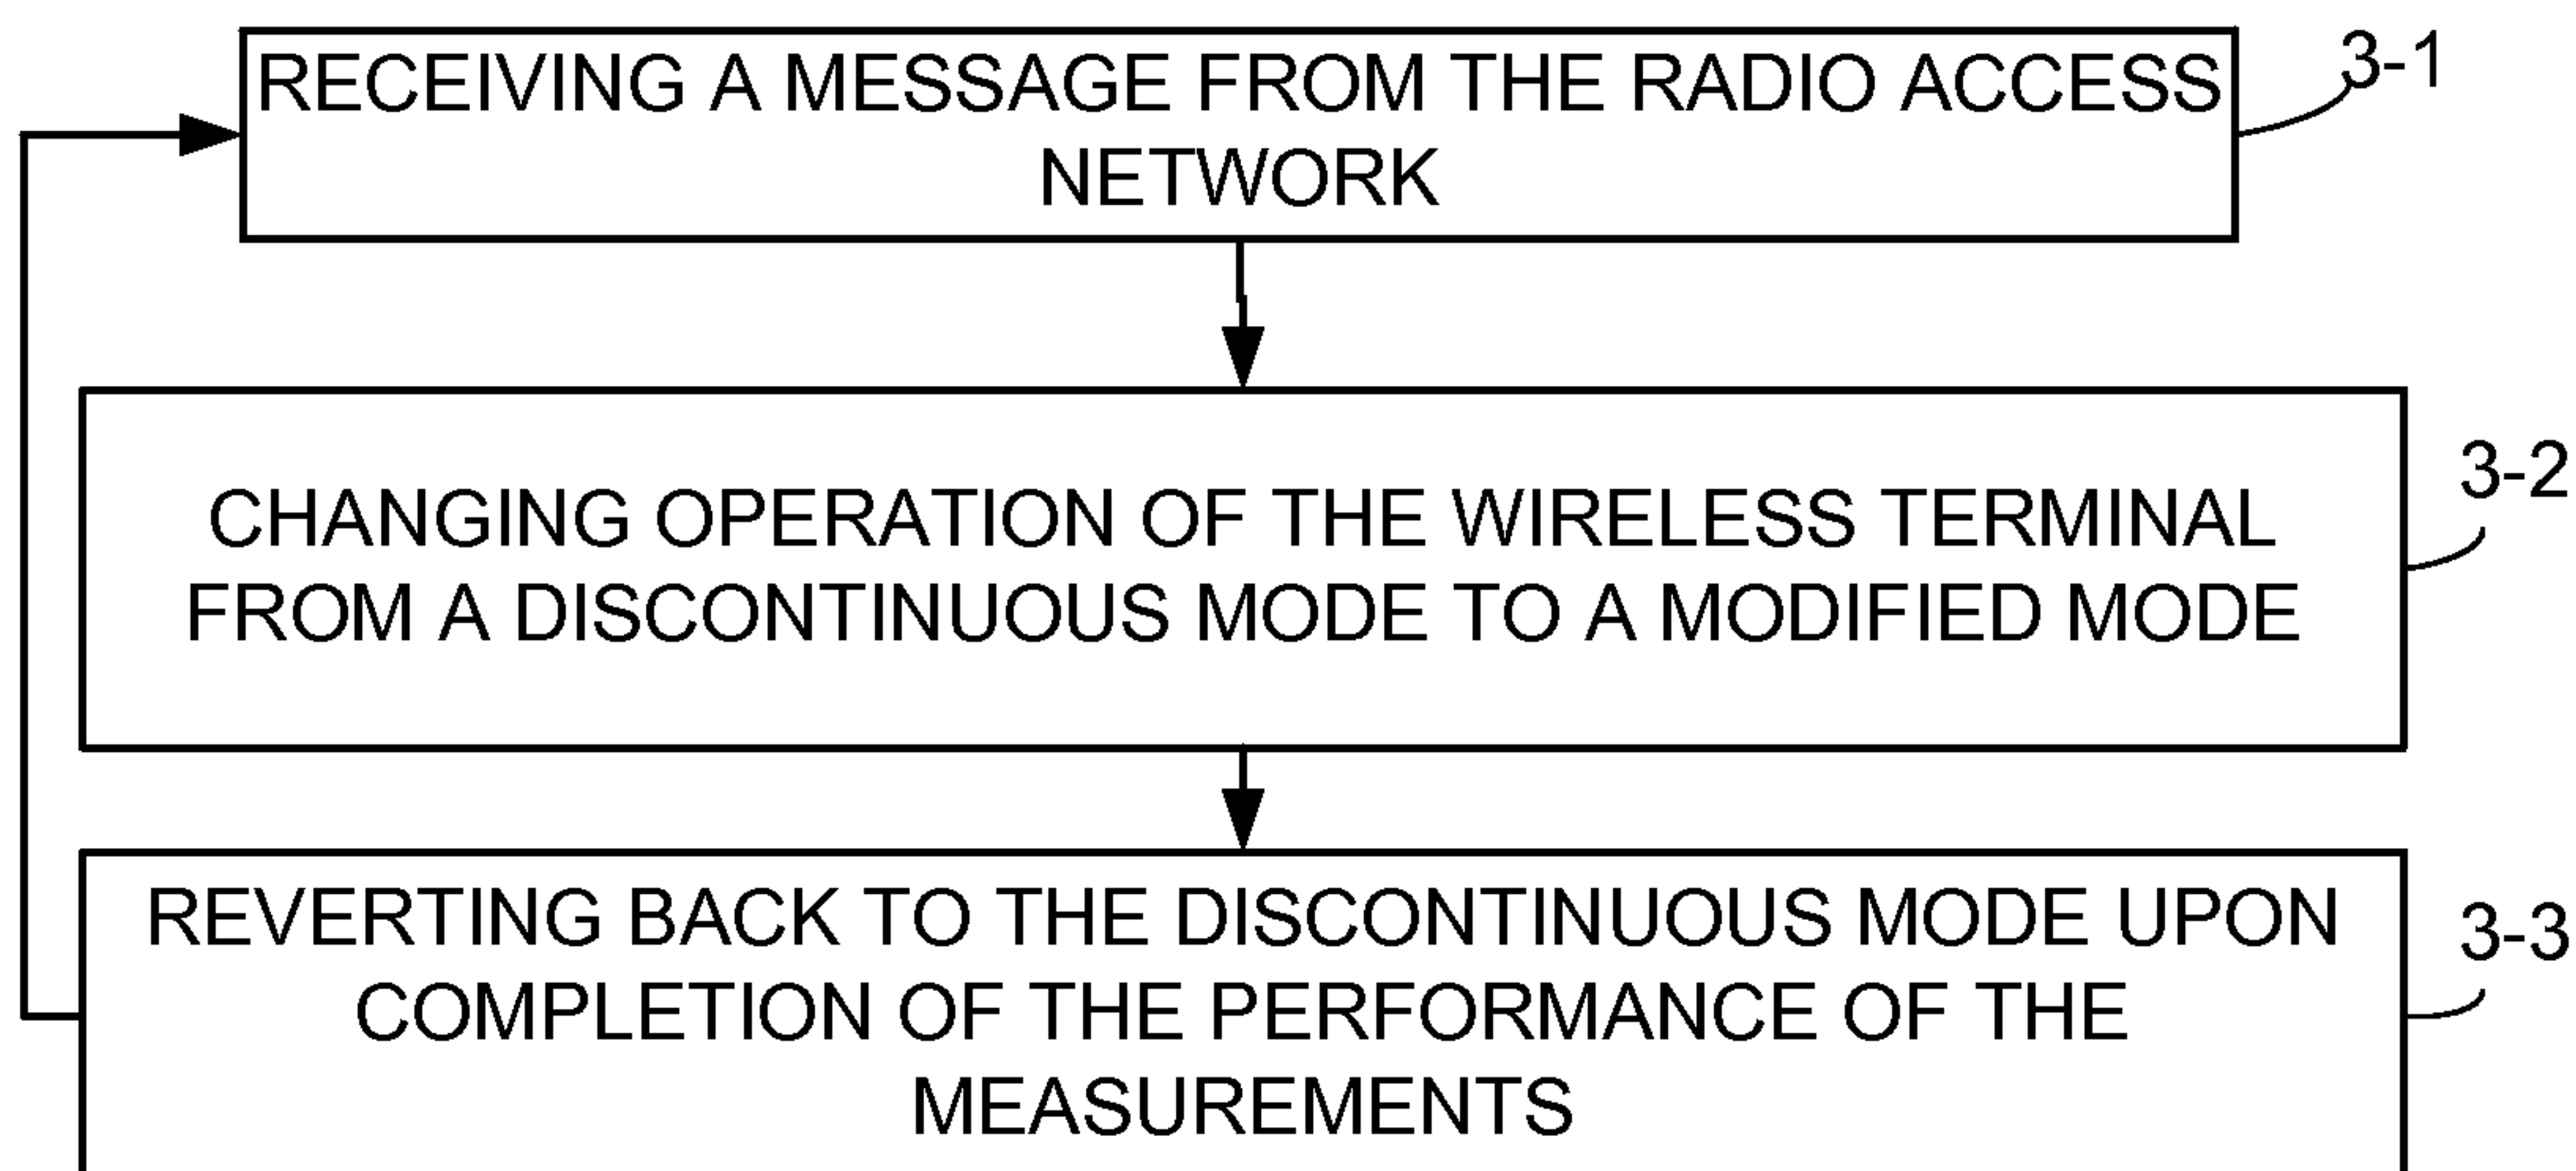 RECEIVING A MESSAGE FROM THE RADIO ACCESS
NETWORK
3-1
CHANGING OPERATION OF THE WIRELESS TERMINAL
FROM A DISCONTINUOUS MODE TO A MODIFIED MODE
3-2
REVERTING BACK TO THE DISCONTINUOUS MODE UPON
COMPLETION OF THE PERFORMANCE OF THE
MEASUREMENTS
3-3